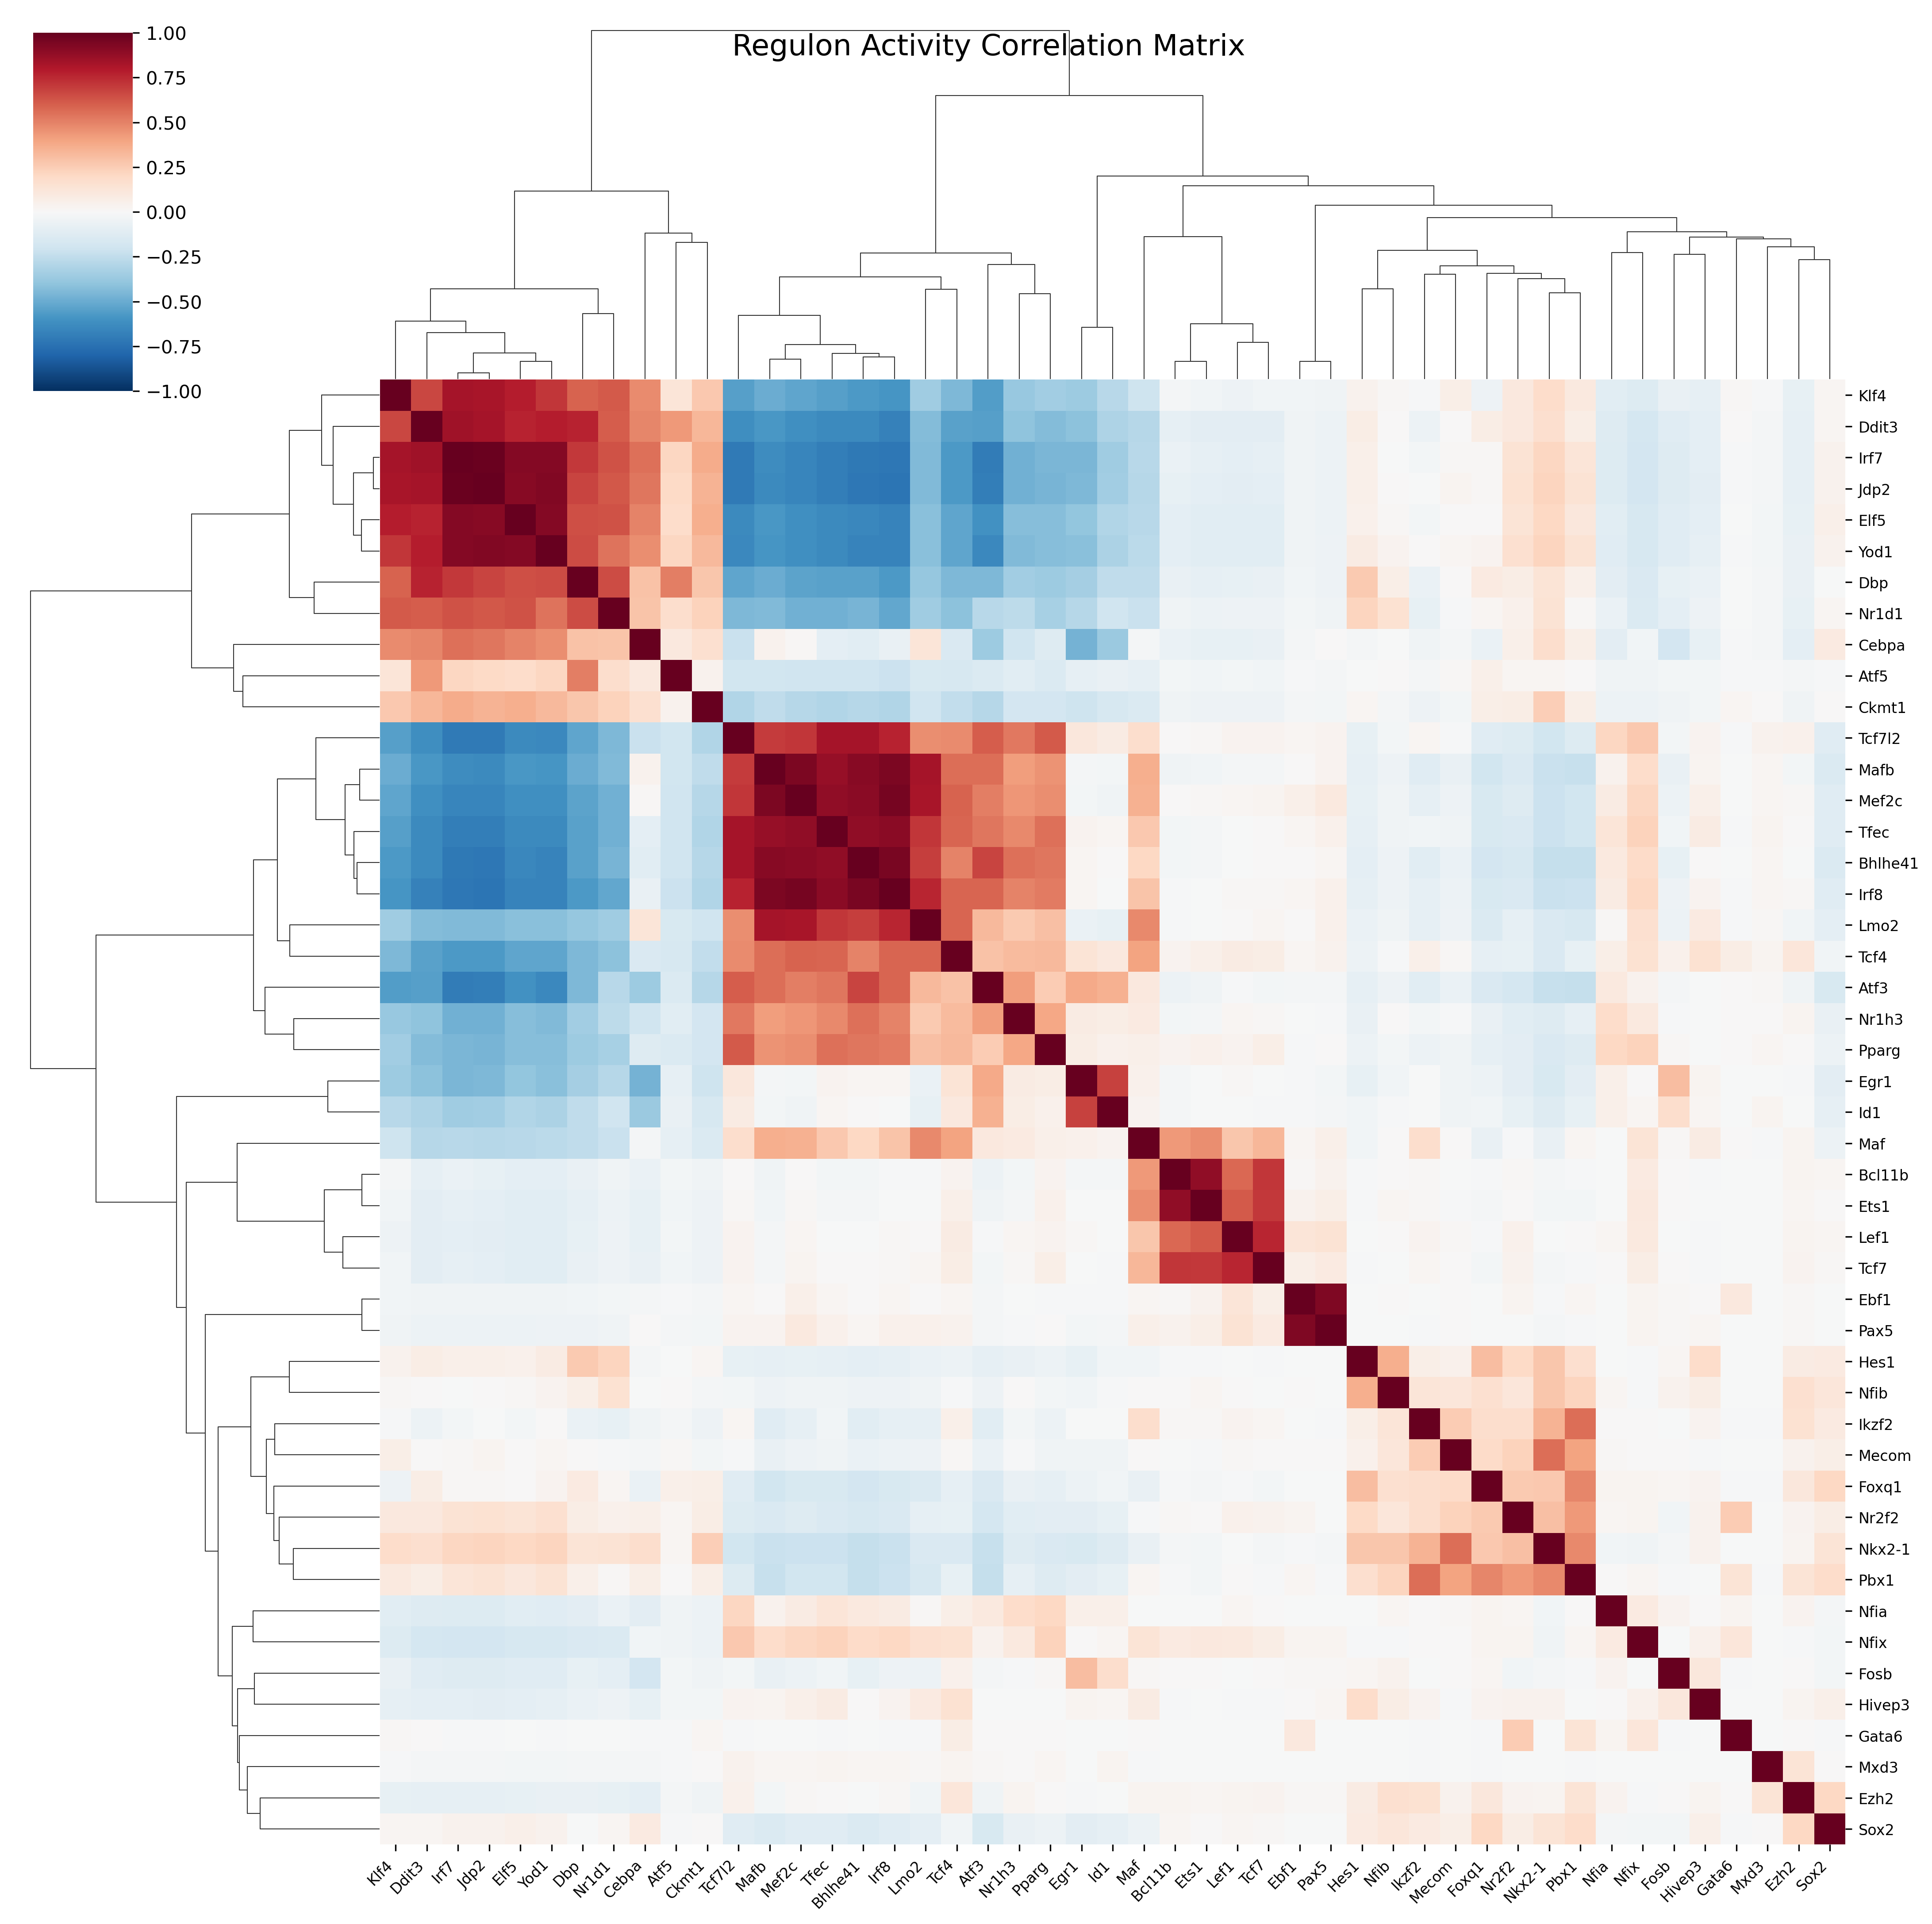 Regulon Activity Correlation Matrix
1.00
0.75
0.50
0.25
0.00
−0.25
−0.50
−0.75
−1.00
Klf4
Ddit3
Irf7
Jdp2
Elf5
Yod1
Dbp
Nr1d1
Cebpa
Atf5
Ckmt1
Tcf7l2
Mafb
Mef2c
Tfec
Bhlhe41
Irf8
Lmo2
Tcf4
Atf3
Nr1h3
Pparg
Egr1
Id1
Maf
Bcl11b
Ets1
Lef1
Tcf7
Ebf1
Pax5
Hes1
Nfib
Ikzf2
Mecom
Foxq1
Nr2f2
Nkx2-1
Pbx1
Nfia
Nfix
Fosb
Hivep3
Gata6
Mxd3
Ezh2
Sox2
Klf4 Ddit3 Irf7 Jdp2 Elf5 Yod1 Dbp Nr1d1 Cebpa Atf5 Ckmt1 Tcf7l2 Mafb Mef2c Tfec Bhlhe41 Irf8 Lmo2 Tcf4 Atf3 Nr1h3 Pparg Egr1 Id1 Maf Bcl11b Ets1 Lef1 Tcf7 Ebf1 Pax5 Hes1 Nfib Ikzf2 Mecom Foxq1 Nr2f2 Nkx2-1 Pbx1 Nfia Nfix Fosb Hivep3 Gata6 Mxd3 Ezh2 Sox2